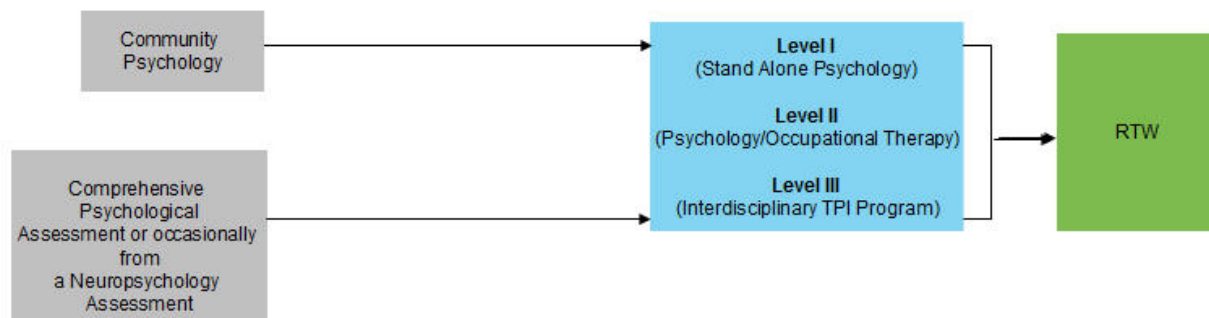 Community
Psychology
Level I
(Stand Alone Psychology)
Level II
(Psychology/Occupational Therapy)
Level III
(Interdisciplinary TPI Program)
RTW
Comprehensive
Psychological
Assessment or occasionally
from
a Neuropsychology
Assessment